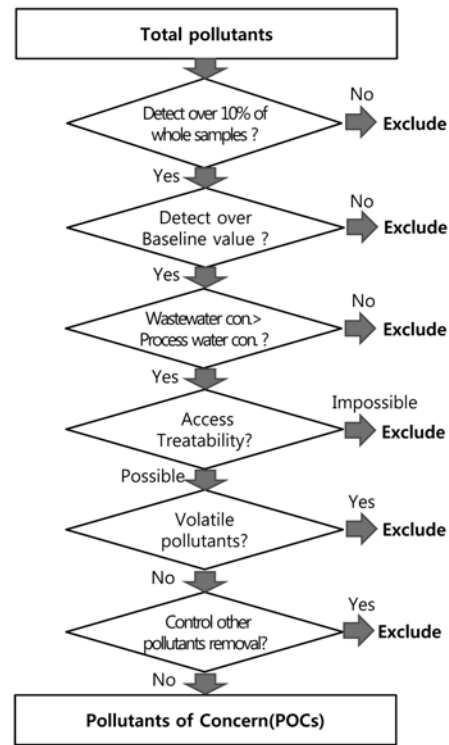 Total pollutants
Detect over 10% of
whole samples ?
No
Exclude
Yes
Detect over
Baseline value ?
No
Exclude
Yes
Wastewater con.>
Process water con. ?
No
Exclude
Yes
Access
Treatability?
Impossible
Exclude
Possible
Volatile
pollutants?
Yes
Exclude
No
Control other
pollutants removal?
Yes
Exclude
No
Pollutants of Concern(POCs)